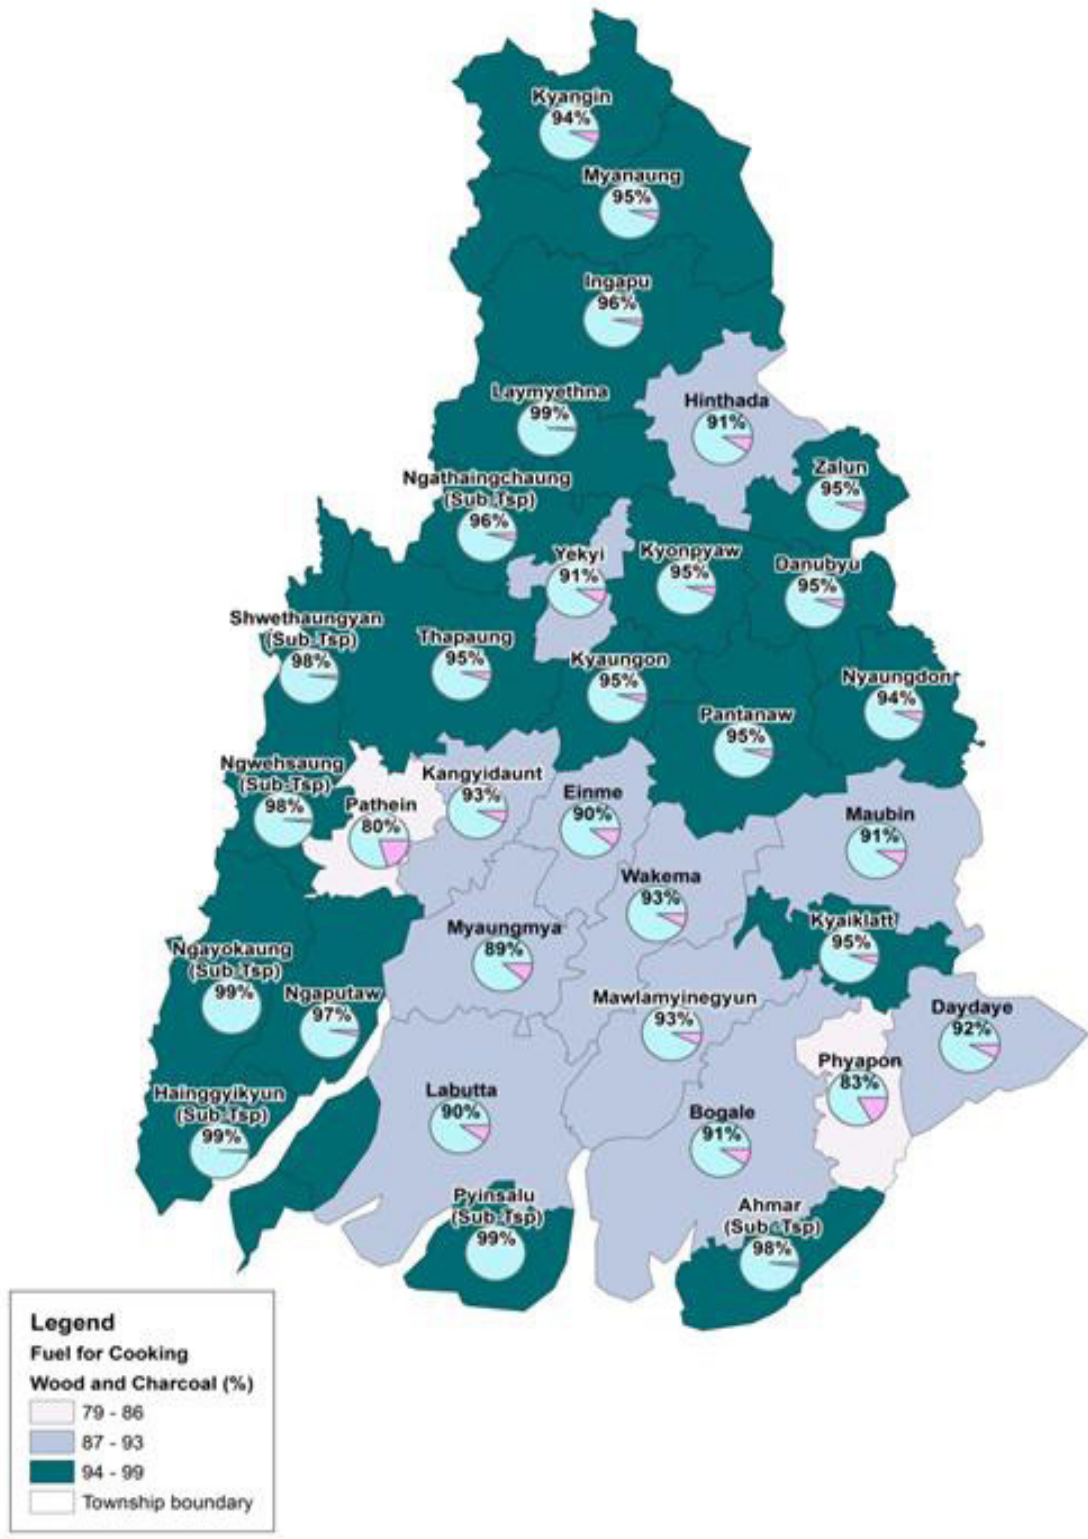 Kyangin
94%
Myanaung
95%
Ingapu
96%
Laymyethna
99%
Hinthada
91%
Zalun
95%
Ngathaingchaung
(Sub-Tsp)
96%
Yekyi
91%
Kyonpyaw
95%
Danubyu
95%
Shwethaungyan
(Sub-Tsp)
98%
Thapaung
95%
Kyaungon
95%
Nyaungdon
94%
Pantanaw
95%
Ngwehsaung
(Sub-Tsp)
98%
Pathein
80%
Kangyidaunt
93%
Einme
90%
Maubin
91%
Wakema
93%
Myaungmya
89%
Kyaiklatt
95%
Ngayokaung
(Sub-Tsp)
99%
Ngaputaw
97%
Mawlamyinegyun
93%
Daydaye
92%
Phyapon
83%
Hainggyikyun
(Sub-Tsp)
99%
Labutta
90%
Bogale
91%
Pyinsalu
(Sub-Tsp)
99%
Ahmar
(Sub-Tsp)
98%
Legend
Fuel for Cooking
Wood and Charcoal (%)
79 - 86
87 - 93
94 - 99
Township boundary